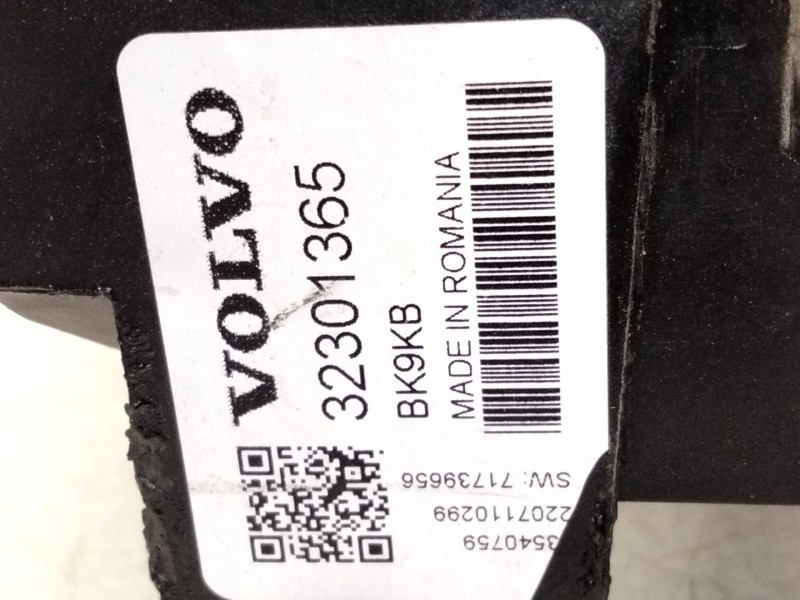 VOLVO
32301365
BK9KB
MADE IN ROMANIA
SW: 71739656
2207110299
3540759